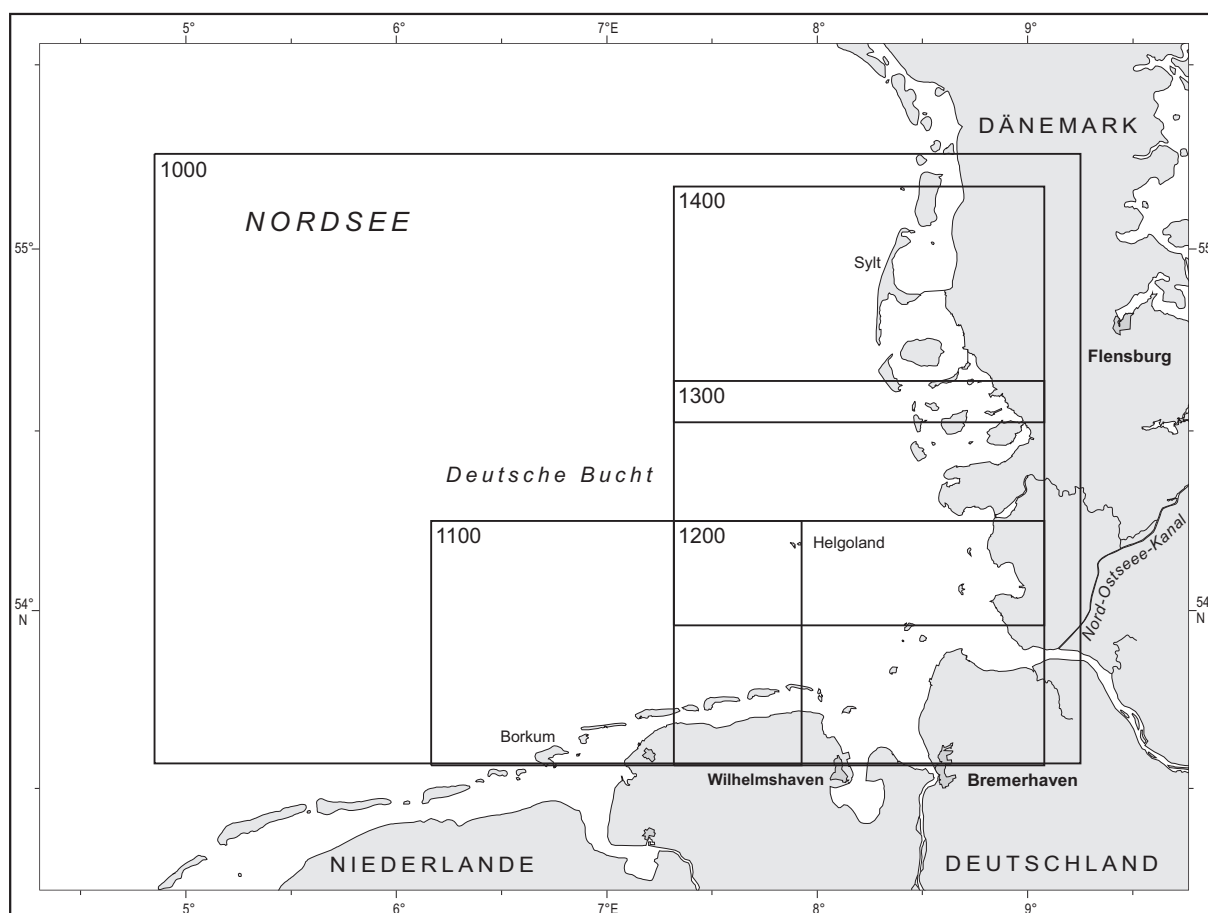 5° 6° 7°E 8° 9°
DÄNEMARK
1000
1400
NORDSEE
55° 55°
Sylt
Flensburg
1300
Deutsche Bucht
1100 1200
Helgoland
Nord-Ostseee-Kanal
54° 54
N N
Borkum
Wilhelmshaven Bremerhaven
NIEDERLANDE DEUTSCHLAND
5° 6° 7°E 8° 9°